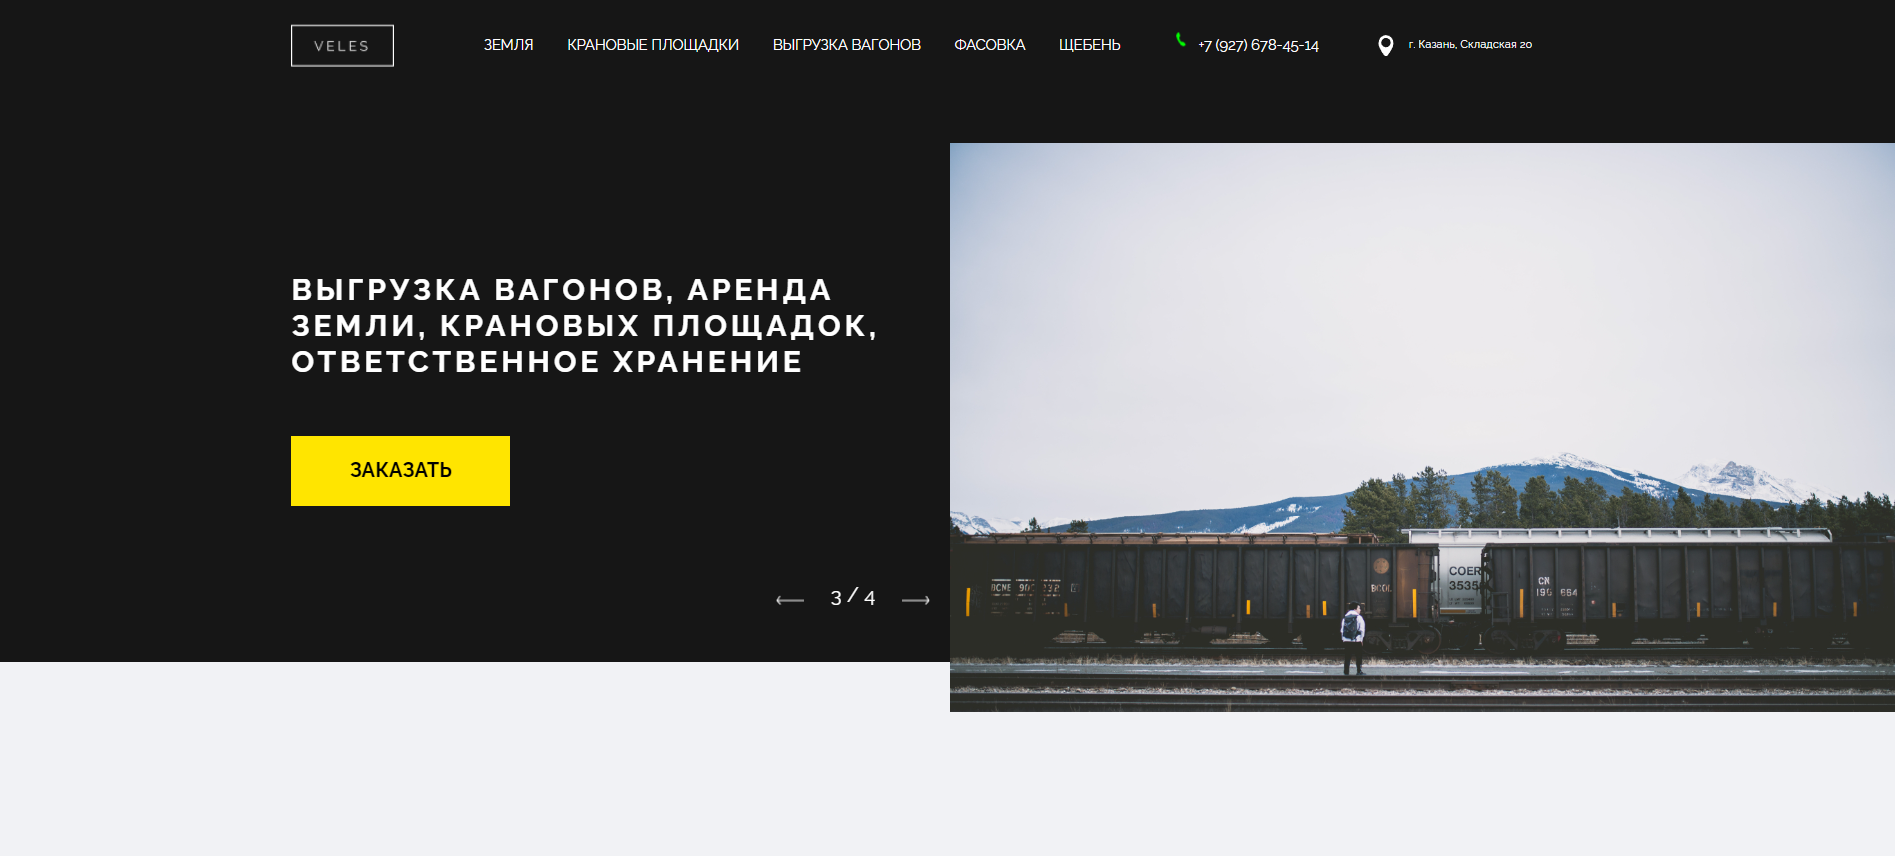 VELES
ЗЕМЛЯ КРАНОВЫЕ ПЛОЩАДКИ ВЫГРУЗКА ВАГОНОВ ФАСОВКА ЩЕБЕНЬ +7 (927) 678-45-14 г. Казань, Складская 20
ВЫГРУЗКА ВАГОНОВ, АРЕНДА
ЗЕМЛИ, КРАНОВЫХ ПЛОЩАДОК,
ОТВЕТСТВЕННОЕ ХРАНЕНИЕ
ЗАКАЗАТЬ
3 / 4
BCOL
COER
CN